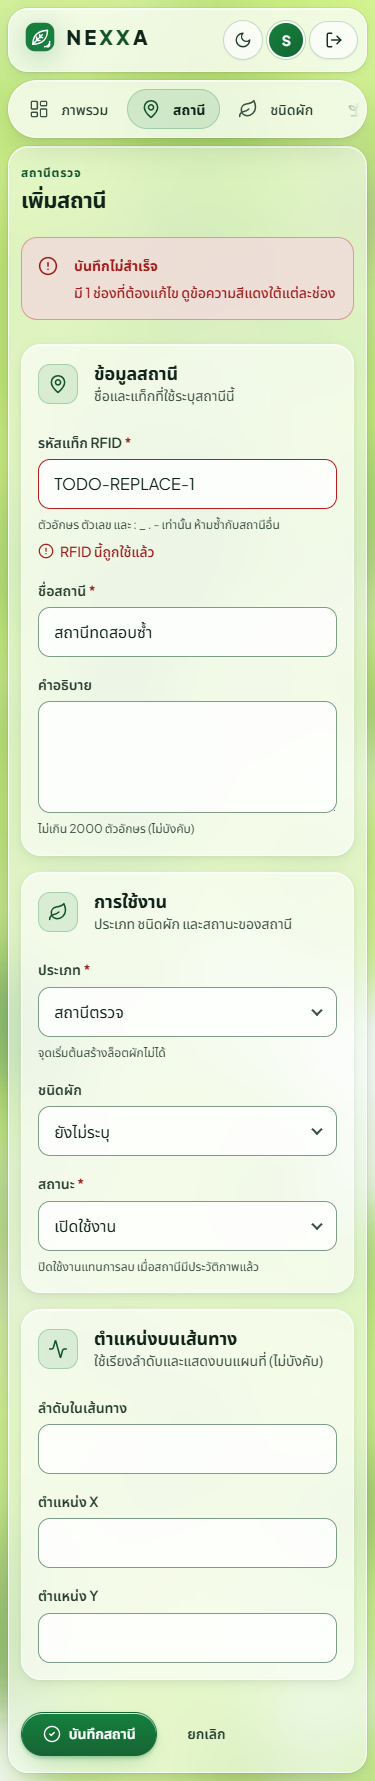 NEXXA
S
ภาพรวม
สถานี
ชนิดผัก
สถานีตรวจ
เพิ่มสถานี
บันทึกไม่สำเร็จ
มี 1 ช่องที่ต้องแก้ไข ดูข้อความสีแดงใต้แต่ละช่อง
ข้อมูลสถานี
ชื่อและแท็กที่ใช้ระบุสถานีนี้
รหัสแท็ก RFID *
TODO-REPLACE-1
ตัวอักษร ตัวเลข และ : _ . - เท่านั้น ห้ามซ้ำกับสถานีอื่น
RFID นี้ถูกใช้แล้ว
ชื่อสถานี *
สถานีทดสอบซ้ำ
คำอธิบาย
ไม่เกิน 2000 ตัวอักษร (ไม่บังคับ)
การใช้งาน
ประเภท ชนิดผัก และสถานะของสถานี
ประเภท *
สถานีตรวจ
จุดเริ่มต้นสร้างล็อตผักไม่ได้
ชนิดผัก
ยังไม่ระบุ
สถานะ *
เปิดใช้งาน
ปิดใช้งานแทนการลบ เมื่อสถานีมีประวัติภาพแล้ว
ตำแหน่งบนเส้นทาง
ใช้เรียงลำดับและแสดงบนแผนที่ (ไม่บังคับ)
ลำดับในเส้นทาง
ตำแหน่ง X
ตำแหน่ง Y
บันทึกสถานี
ยกเลิก